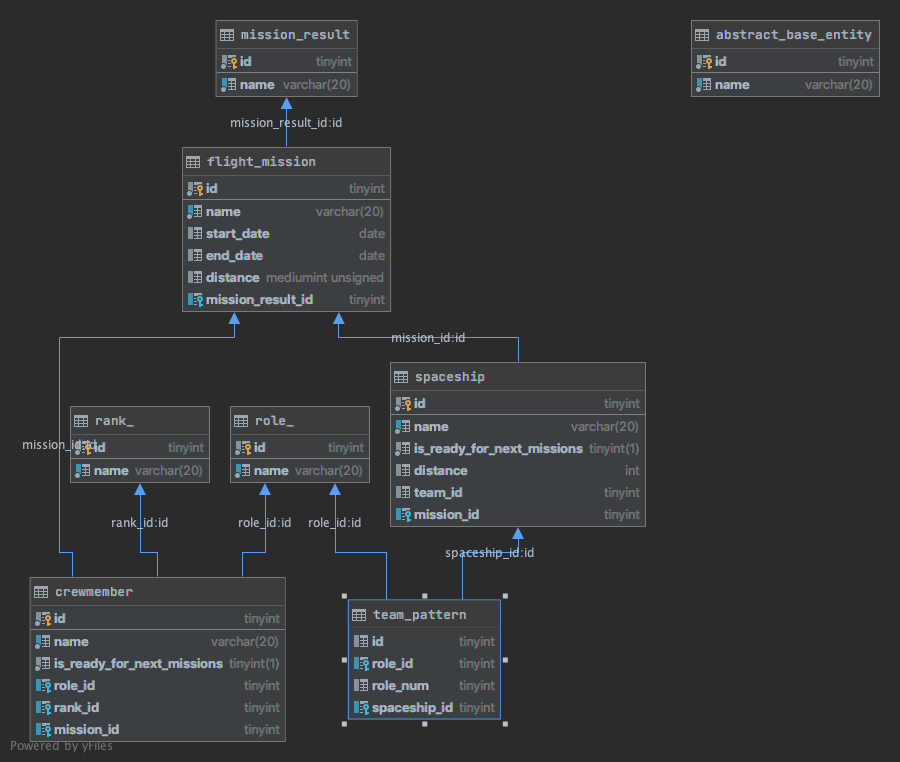 mission_result
id tinyint
name varchar(20)
abstract_base_entity
id tinyint
name varchar(20)
mission_result_id:id
flight_mission
id tinyint
name varchar(20)
start_date date
end_date date
distance mediumint unsigned
mission_result_id tinyint
mission_id:id
spaceship
id tinyint
name varchar(20)
is_ready_for_next_missions tinyint(1)
distance int
team_id tinyint
mission_id tinyint
rank_
id tinyint
name varchar(20)
role_
id tinyint
name varchar(20)
mission_id:id
rank_id:id
role_id:id
role_id:id
spaceship_id:id
crewmember
id tinyint
name varchar(20)
is_ready_for_next_missions tinyint(1)
role_id tinyint
rank_id tinyint
mission_id tinyint
team_pattern
id tinyint
role_id tinyint
role_num tinyint
spaceship_id tinyint
Powered by yFiles